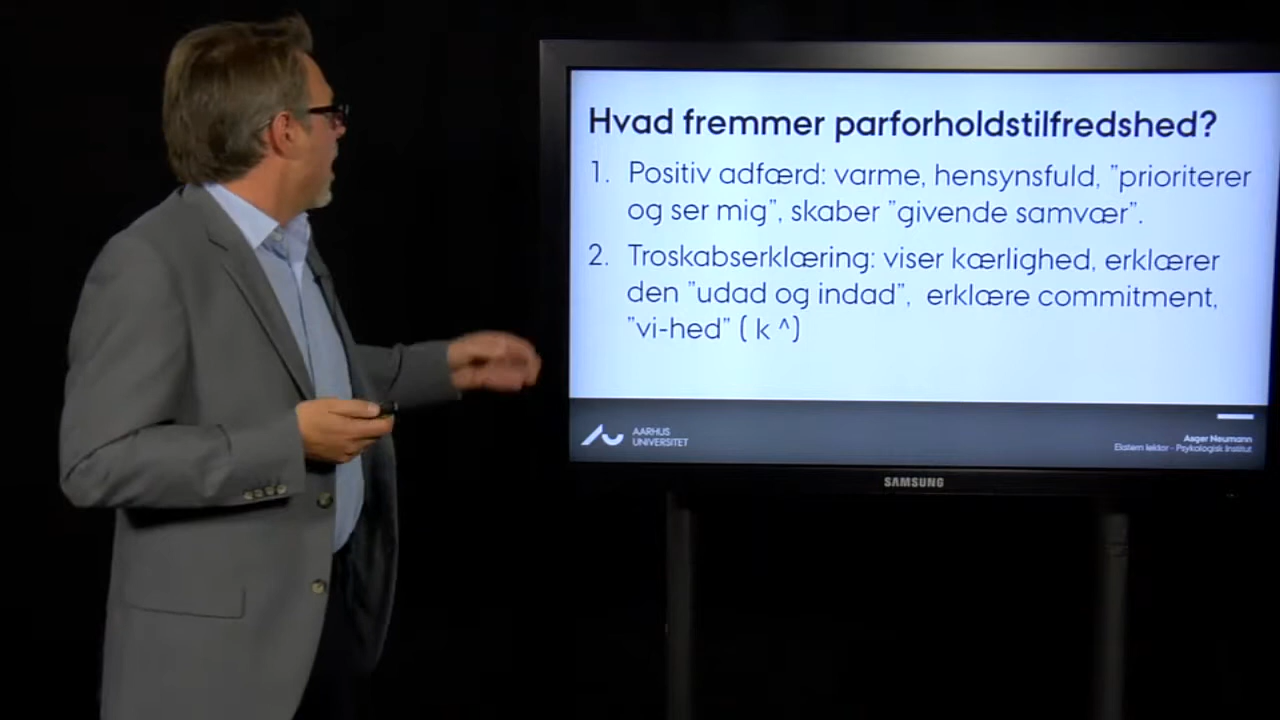 Hvad fremmer parforholdstilfredshed?
1. Positiv adfærd: varme, hensynsfuld, "prioriterer
og ser mig", skaber "givende samvær".
2. Troskabserklæring: viser kærlighed, erklærer
den "udad og indad", erklære commitment,
"vi-hed" ( k ^)
AARHUS
UNIVERSITET
Asger Neumann
Ekstern lektor - Psykologisk Institut
SAMSUNG